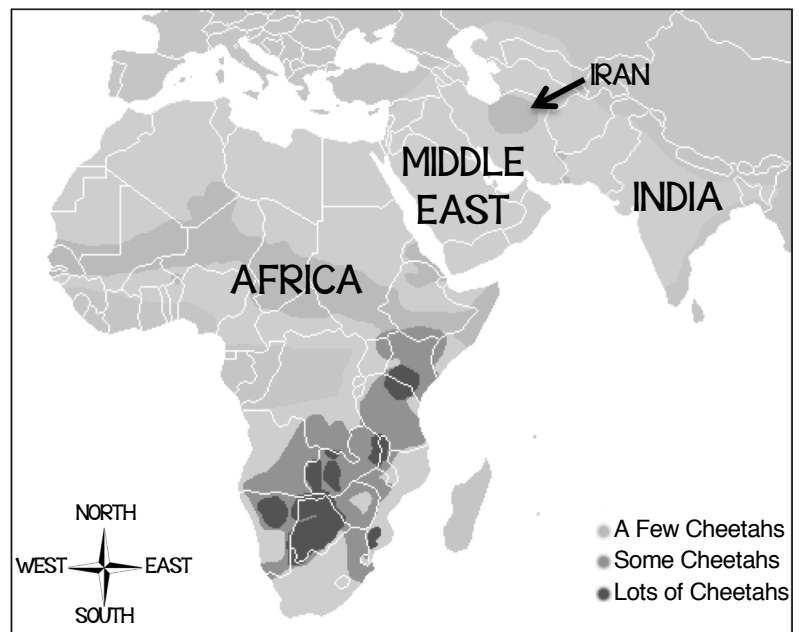 IRAN
MIDDLE
EAST
INDIA
AFRICA
NORTH
WEST EAST
SOUTH
A Few Cheetahs
Some Cheetahs
Lots of Cheetahs